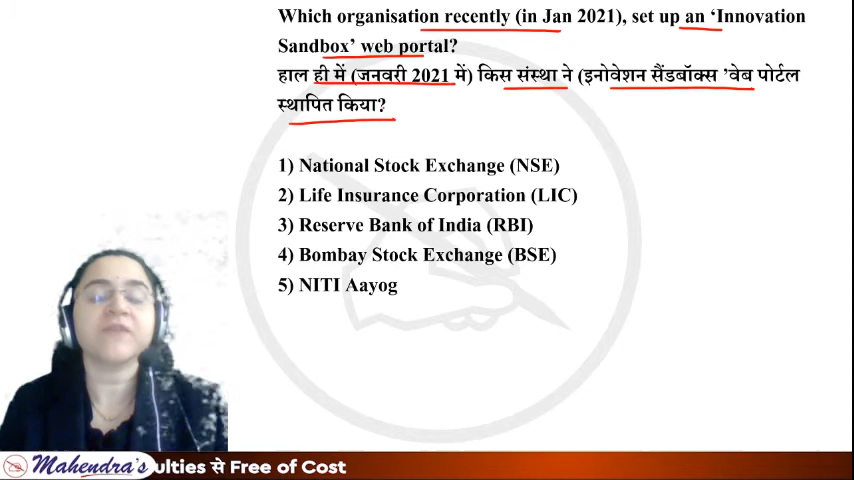 Which organisation recently (in Jan 2021), set up an ‘Innovation
Sandbox’ web portal?
हाल ही में (जनवरी 2021 में) किस संस्था ने (इनोवेशन सैंडबॉक्स ’वेब पोर्टल
स्थापित किया?
1) National Stock Exchange (NSE)
2) Life Insurance Corporation (LIC)
3) Reserve Bank of India (RBI)
4) Bombay Stock Exchange (BSE)
5) NITI Aayog
Mahendra's ulties से Free of Cost